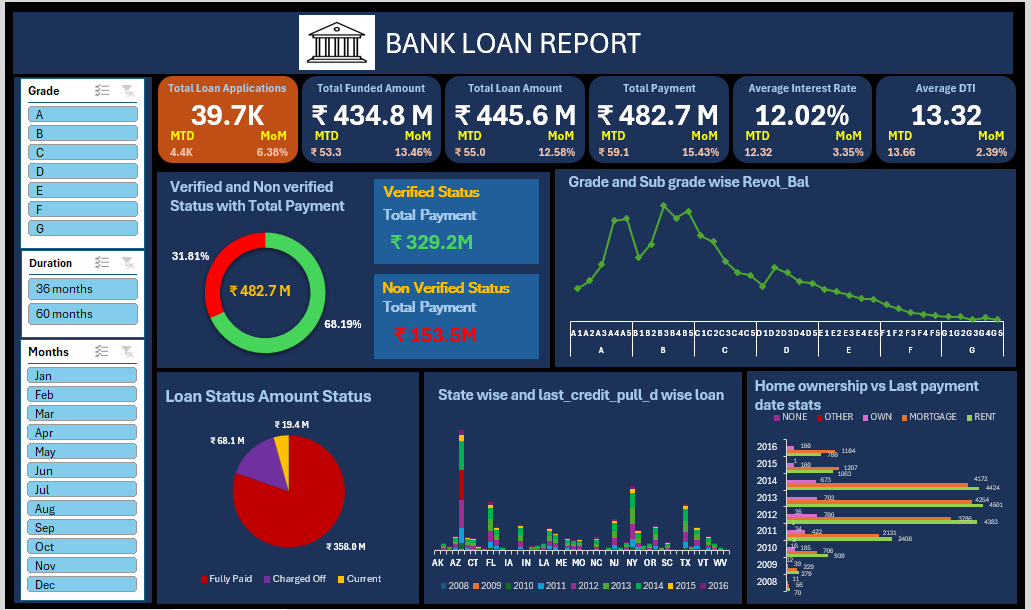 BANK LOAN REPORT
Grade
A
B
C
D
E
F
G
Duration
36 months
60 months
Months
Jan
Feb
Mar
Apr
May
Jun
Jul
Aug
Sep
Oct
Nov
Dec
Total Loan Applications
39.7K
MTD MoM
4.4K 6.38%
Total Funded Amount
₹ 434.8 M
MTD MoM
₹ 53.3 13.46%
Total Loan Amount
₹ 445.6 M
MTD MoM
₹ 55.0 12.58%
Total Payment
₹ 482.7 M
MTD MoM
₹ 59.1 15.43%
Average Interest Rate
12.02%
MTD MoM
12.32 3.35%
Average DTI
13.32
MTD MoM
13.66 2.39%
Verified and Non verified
Status with Total Payment
31.81%
₹ 482.7 M
68.19%
Verified Status
Total Payment
₹ 329.2M
Non Verified Status
Total Payment
₹ 153.5M
Grade and Sub grade wise Revol_Bal
A1 A2 A3 A4 A5 B1 B2 B3 B4 B5 C1 C2 C3 C4 C5 D1 D2 D3 D4 D5 E1 E2 E3 E4 E5 F1 F2 F3 F4 F5 G1 G2 G3 G4 G5
A B C D E F G
Loan Status Amount Status
₹ 19.4 M
₹ 68.1 M
₹ 358.0 M
Fully Paid Charged Off Current
State wise and last_credit_pull_d wise loan
AK AZ CT FL IA IN LA ME MO NC NJ NY OR SC TX VT WV
2008 2009 2010 2011 2012 2013 2014 2015 2016
Home ownership vs Last payment
date stats
NONE OTHER OWN MORTGAGE RENT
2016 160 1104 789
2015 1 160 1207 1063
2014 673 4172 4424
2013 703 4254 4501
2012 700 4383
2011 422 2131 2408
2010 185 706 939
2009 39 229 279
2008 11 56 70